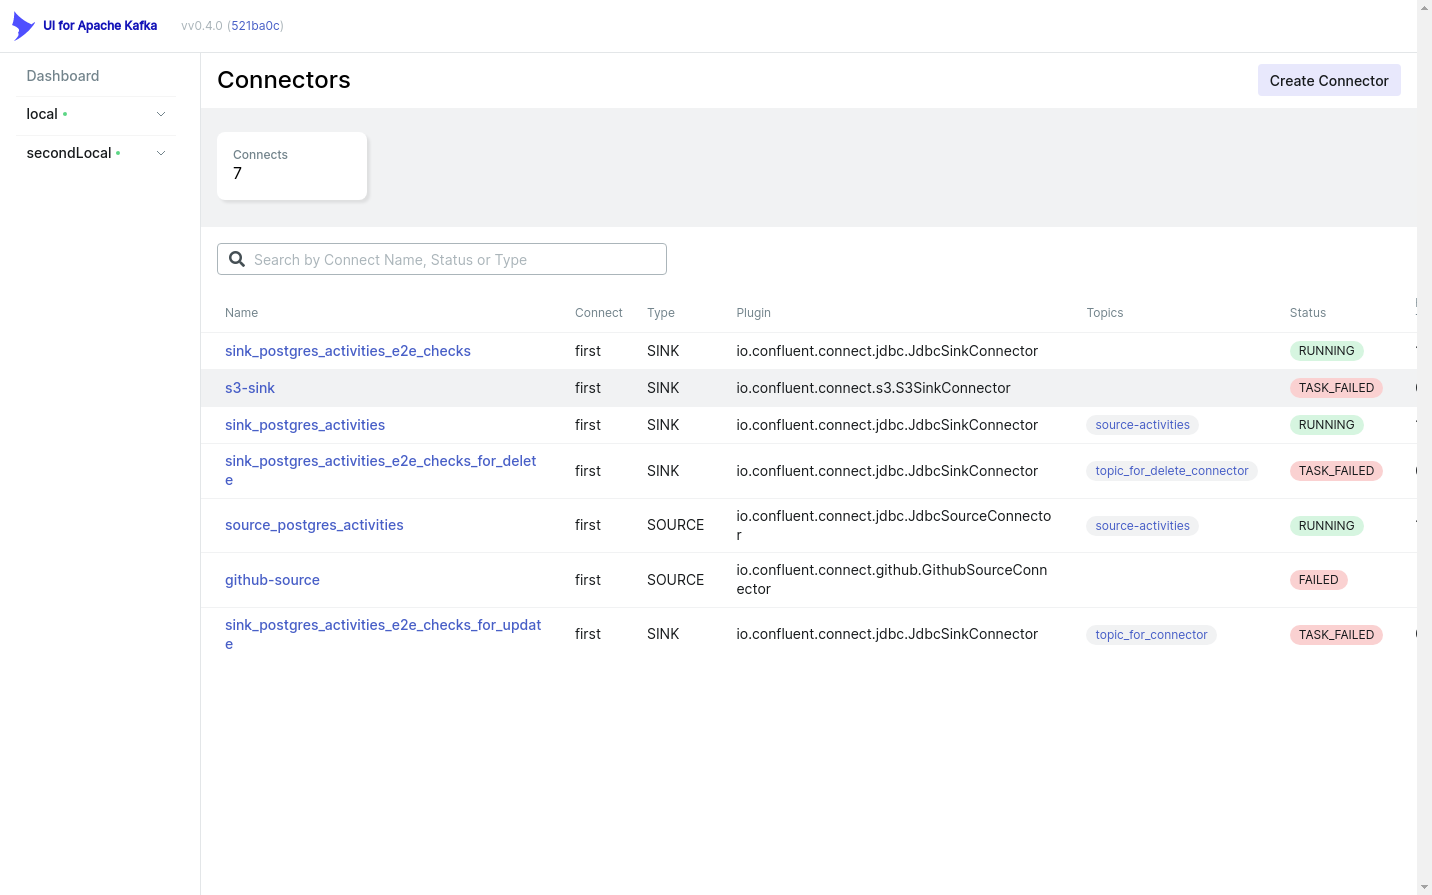 UI for Apache Kafka vv0.4.0 (521ba0c)
Dashboard
local
secondLocal
Connectors
Create Connector
Connects
7
Search by Connect Name, Status or Type
Name Connect Type Plugin Topics Status
sink_postgres_activities_e2e_checks first SINK io.confluent.connect.jdbc.JdbcSinkConnector RUNNING
s3-sink first SINK io.confluent.connect.s3.S3SinkConnector TASK_FAILED
sink_postgres_activities first SINK io.confluent.connect.jdbc.JdbcSinkConnector source-activities RUNNING
sink_postgres_activities_e2e_checks_for_delet
e first SINK io.confluent.connect.jdbc.JdbcSinkConnector topic_for_delete_connector TASK_FAILED
source_postgres_activities first SOURCE io.confluent.connect.jdbc.JdbcSourceConnecto
r source-activities RUNNING
github-source first SOURCE io.confluent.connect.github.GithubSourceConn
ector FAILED
sink_postgres_activities_e2e_checks_for_updat
e first SINK io.confluent.connect.jdbc.JdbcSinkConnector topic_for_connector TASK_FAILED